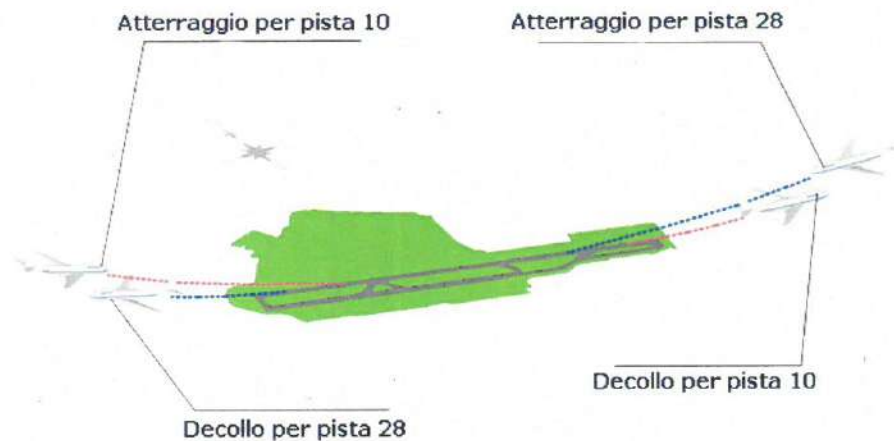 Atterraggio per pista 10
Atterraggio per pista 28
Decollo per pista 10
Decollo per pista 28